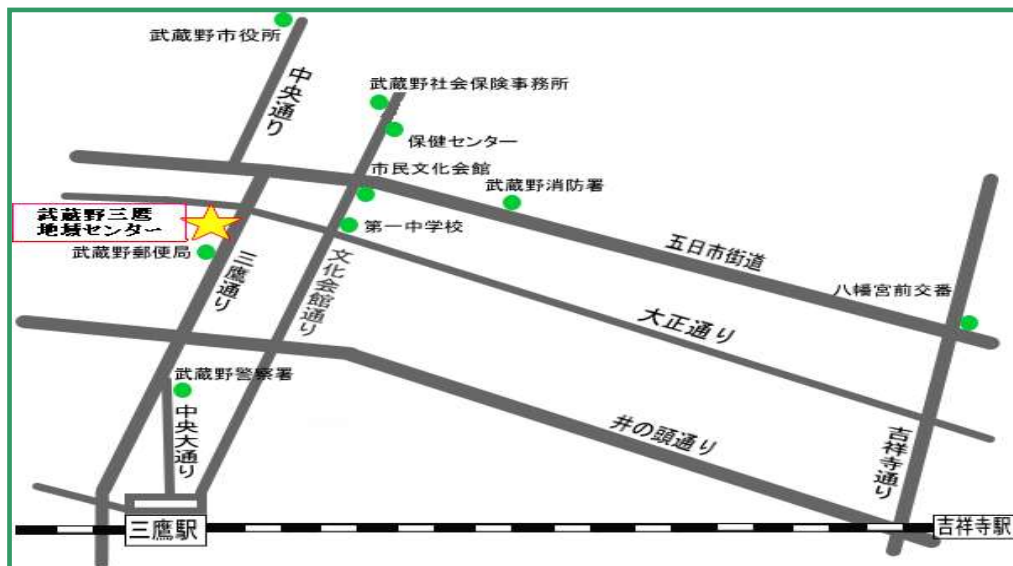 武蔵野市役所
中央通り
武蔵野社会保険事務所
保健センター
市民文化会館
武蔵野消防署
武蔵野三鷹
地域センター
第一中学校
武蔵野郵便局
三鷹通り
文化会館通り
五日市街道
八幡宮前交番
大正通り
武蔵野警察署
中央大通り
井の頭通り
吉祥寺通り
三鷹駅
吉祥寺駅